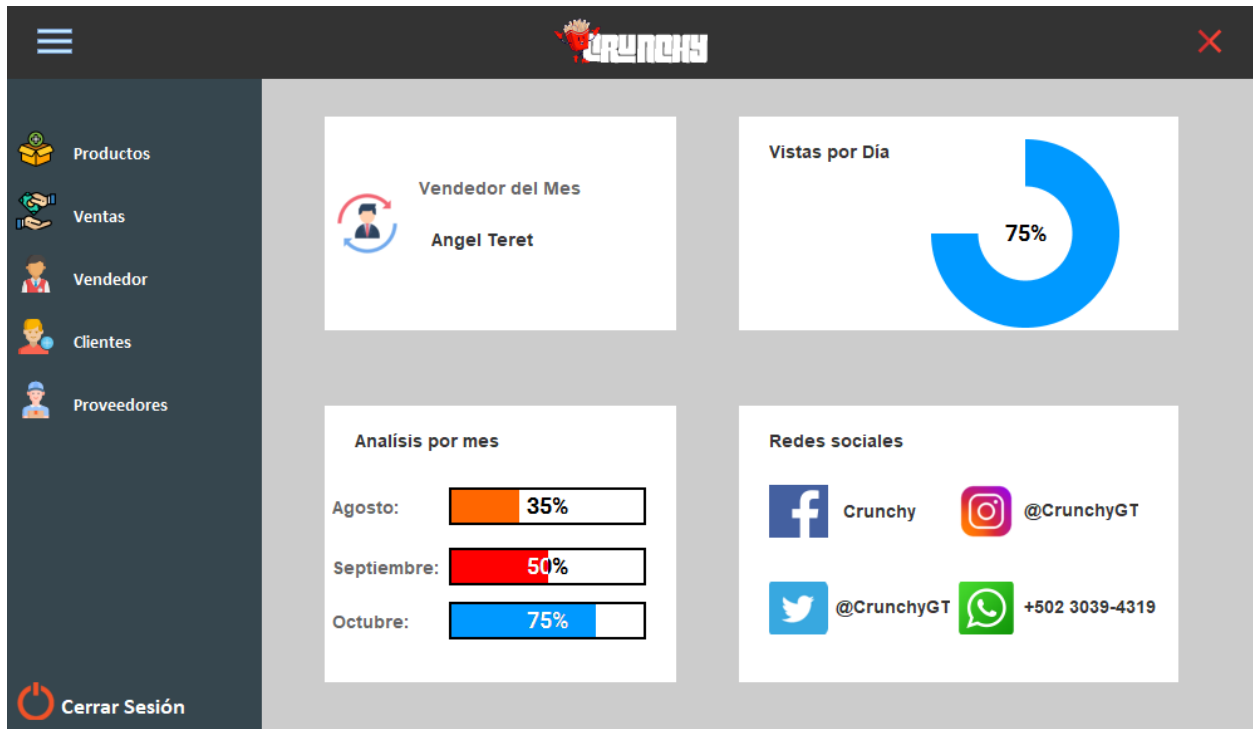 CRUNCHY
Productos
Ventas
Vendedor
Clientes
Proveedores
Cerrar Sesión
Vendedor del Mes
Angel Teret
Vistas por Día
75%
Analísis por mes
Agosto:
35%
Septiembre:
50%
Octubre:
75%
Redes sociales
Crunchy
@CrunchyGT
@CrunchyGT
+502 3039-4319